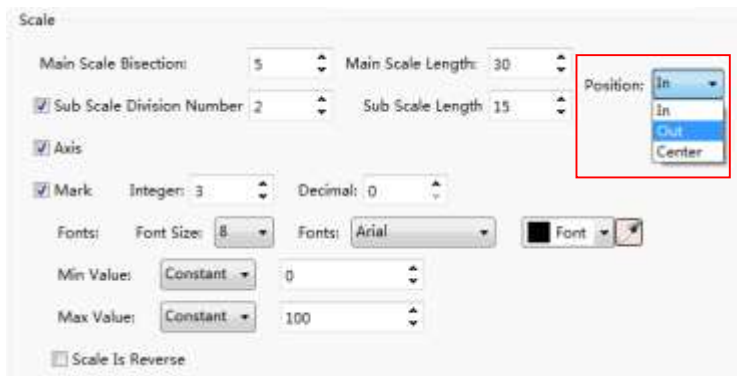 Scale
Main Scale Bisection: 5 Main Scale Length: 30
Position: In
Sub Scale Division Number 2 Sub Scale Length 15
In
Out
Center
Axis
Mark Integer: 3 Decimal: 0
Fonts: Font Size: 8 Fonts: Arial Font
Min Value: Constant 0
Max Value: Constant 100
Scale Is Reverse